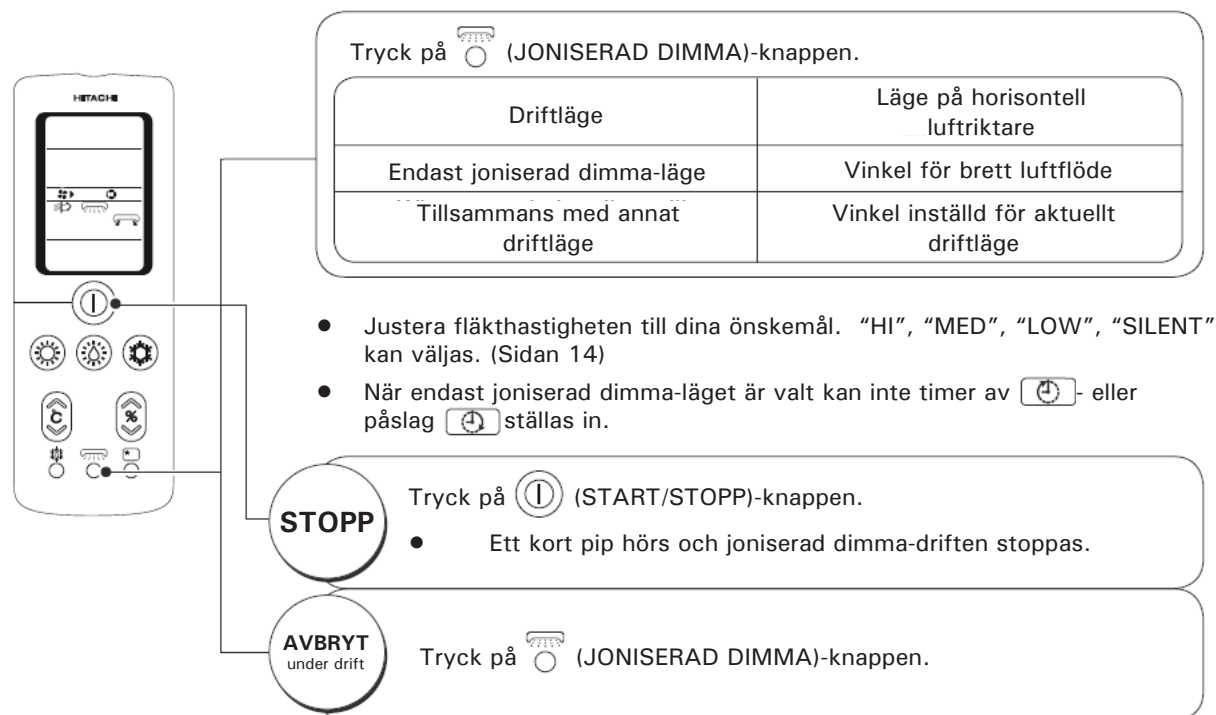 Tryck på (JONISERAD DIMMA)-knappen.
HITACHI
Driftläge
Läge på horisontell
luftriktare
Endast joniserad dimma-läge
Vinkel för brett luftflöde
Tillsammans med annat
driftläge
Vinkel inställd för aktuellt
driftläge
C
%
● Justera fläkthastigheten till dina önskemål. “HI”, “MED”, “LOW”, “SILENT”
kan väljas. (Sidan 14)
● När endast joniserad dimma-läget är valt kan inte timer av - eller
påslag ställas in.
STOPP
Tryck på (START/STOPP)-knappen.
● Ett kort pip hörs och joniserad dimma-driften stoppas.
AVBRYT
under drift
Tryck på (JONISERAD DIMMA)-knappen.